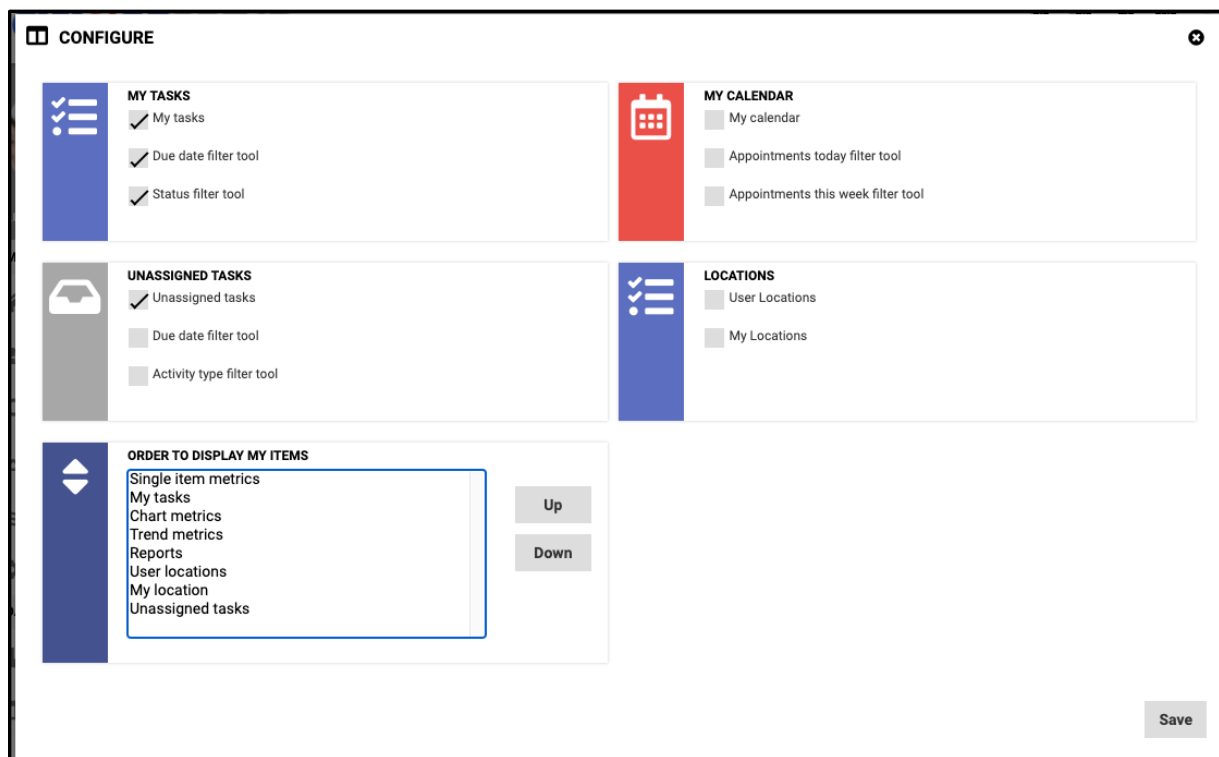 CONFIGURE
MY TASKS
My tasks
Due date filter tool
Status filter tool
MY CALENDAR
My calendar
Appointments today filter tool
Appointments this week filter tool
UNASSIGNED TASKS
Unassigned tasks
Due date filter tool
Activity type filter tool
LOCATIONS
User Locations
My Locations
ORDER TO DISPLAY MY ITEMS
Single item metrics
My tasks
Chart metrics
Trend metrics
Reports
User locations
My location
Unassigned tasks
Up
Down
Save